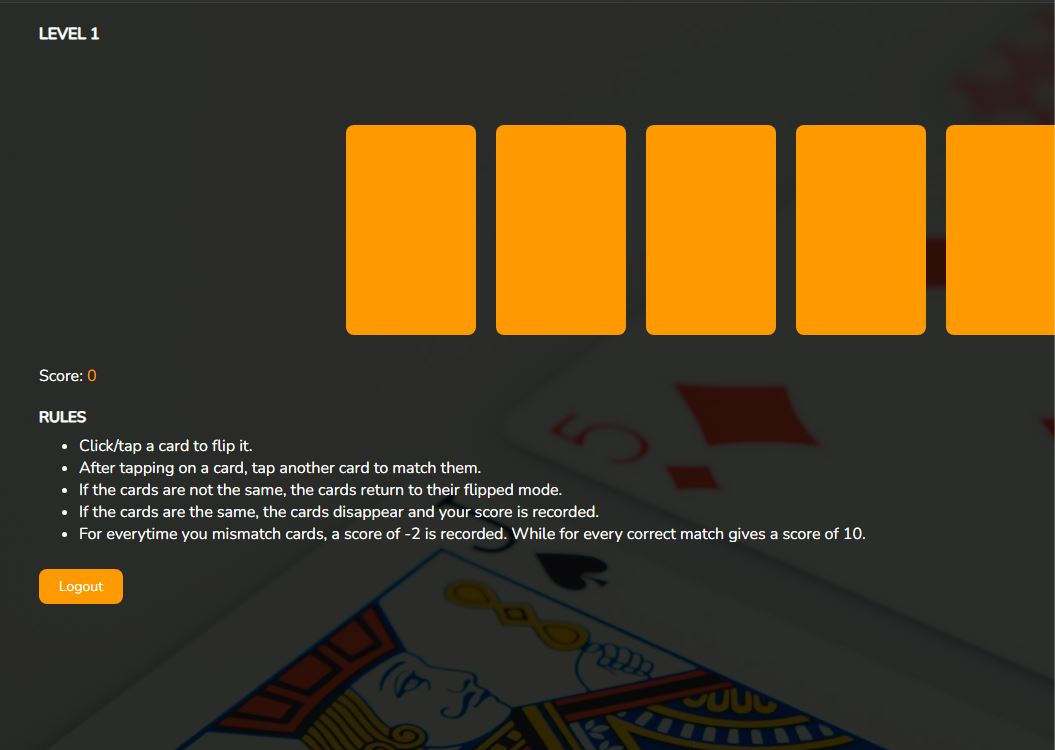 LEVEL 1
Score: 0
RULES
Click/tap a card to flip it.
After tapping on a card, tap another card to match them.
If the cards are not the same, the cards return to their flipped mode.
If the cards are the same, the cards disappear and your score is recorded.
For everytime you mismatch cards, a score of -2 is recorded. While for every correct match gives a score of 10.
5
J
Logout